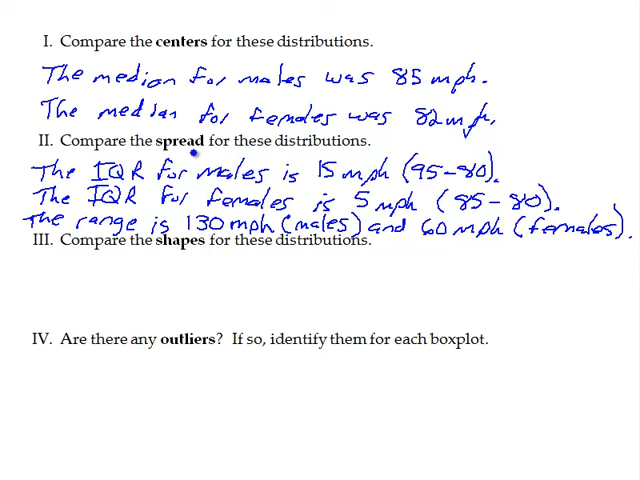 I. Compare the centers for these distributions.
The median for males was 85 mph.
The median for females was 82 mph.
II. Compare the spread for these distributions.
The IQR for males is 15 mph (95-80).
The IQR for females is 5 mph (85-80).
The range is 130 mph (males) and 60 mph (females).
III. Compare the shapes for these distributions.
IV. Are there any outliers? If so, identify them for each boxplot.